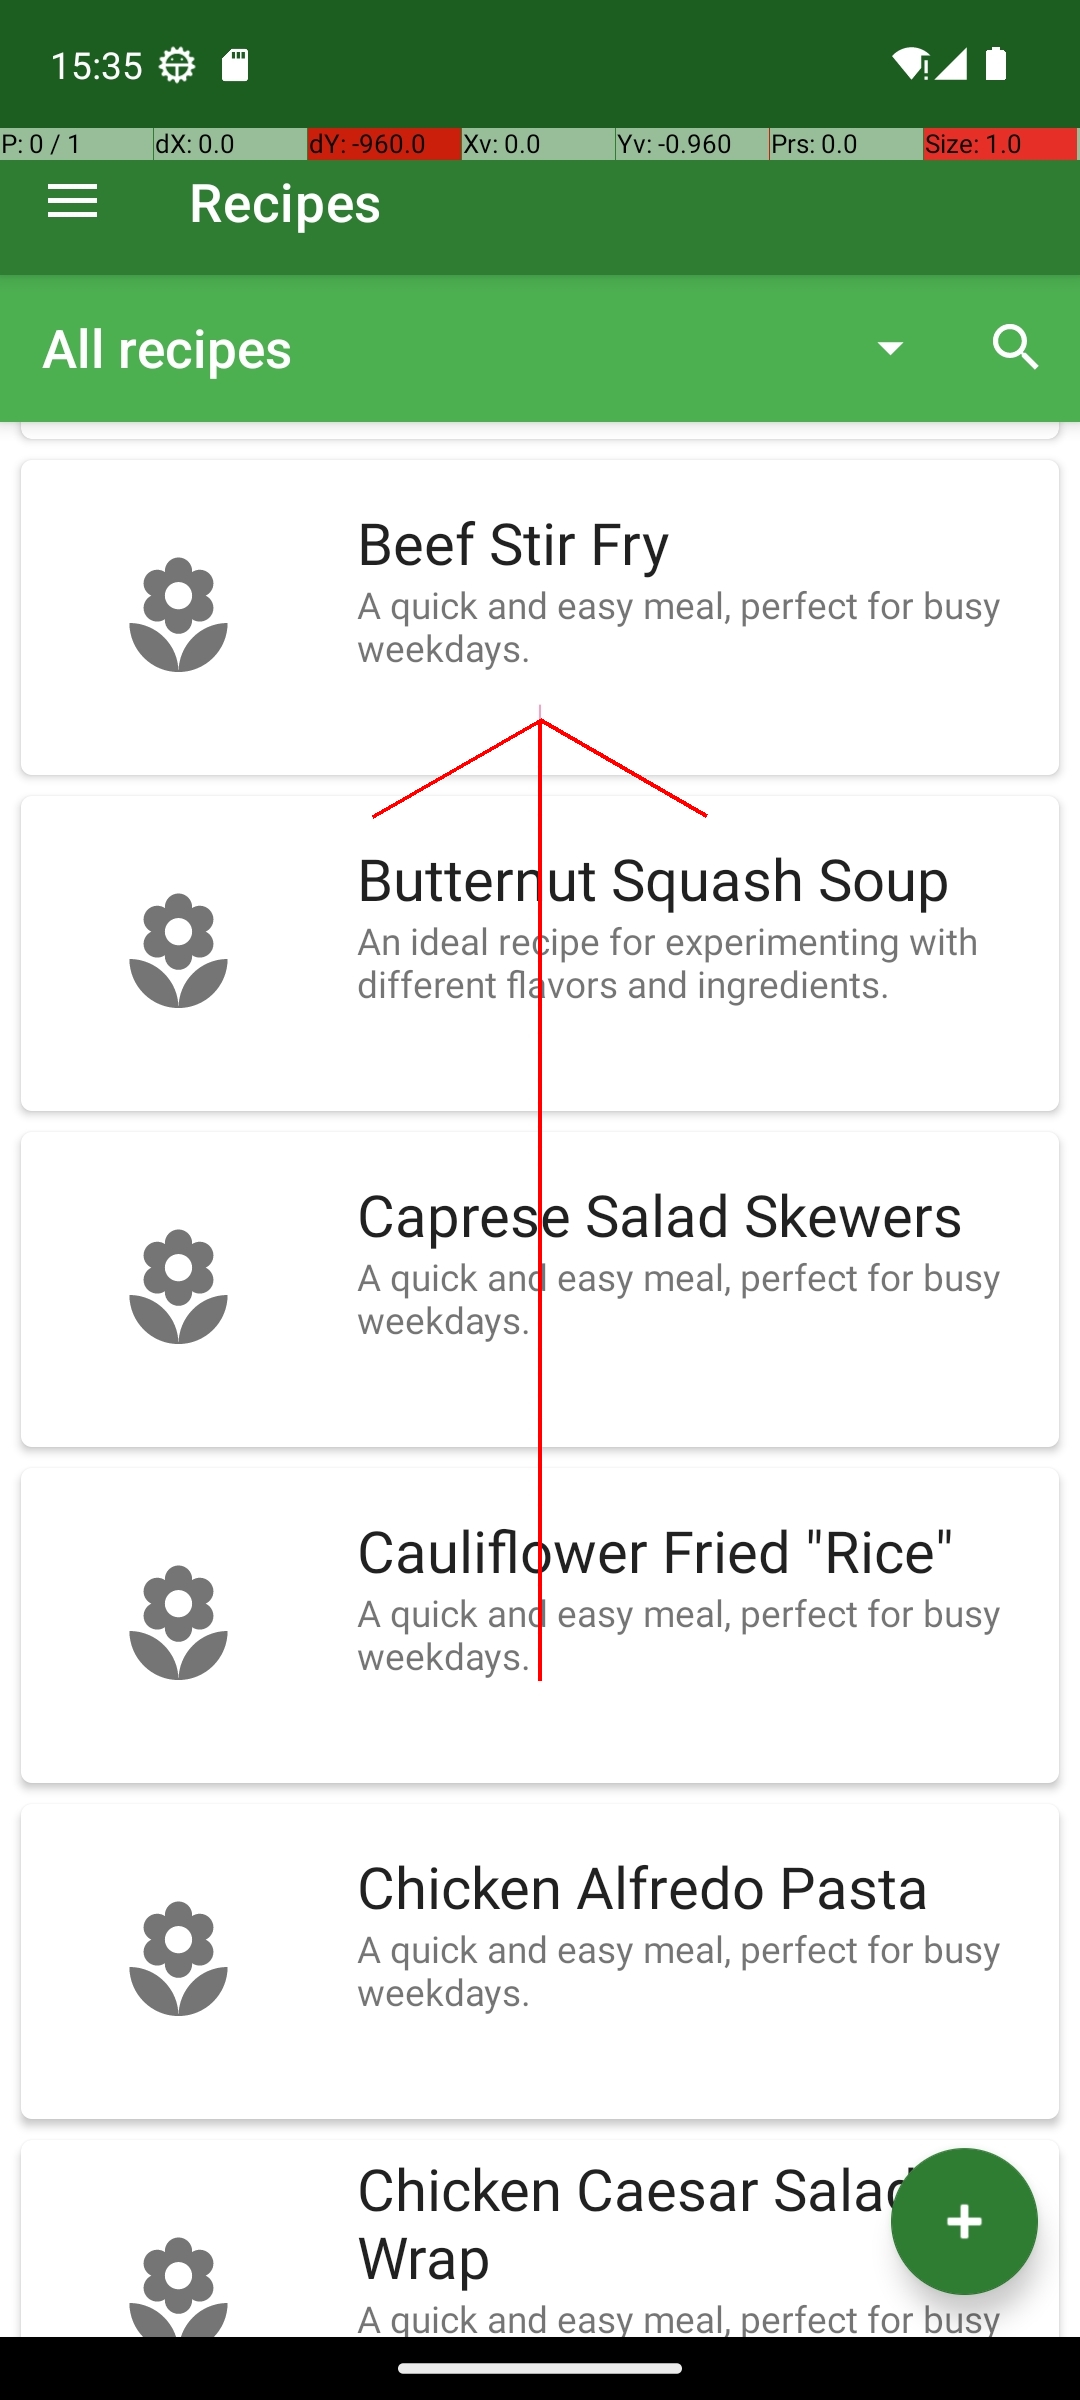 15:35
P: 0 / 1 dX: 0.0 dY: -960.0 Xv: 0.0 Yv: -0.960 Prs: 0.0 Size: 1.0
Recipes
All recipes
Beef Stir Fry
A quick and easy meal, perfect for busy
weekdays.
Butternut Squash Soup
An ideal recipe for experimenting with
different flavors and ingredients.
Caprese Salad Skewers
A quick and easy meal, perfect for busy
weekdays.
Cauliflower Fried "Rice"
A quick and easy meal, perfect for busy
weekdays.
Chicken Alfredo Pasta
A quick and easy meal, perfect for busy
weekdays.
Chicken Caesar Salad
Wrap
A quick and easy meal, perfect for busy